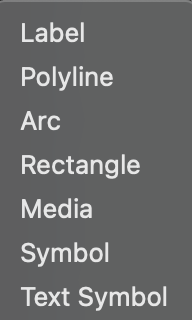 Label
Polyline
Arc
Rectangle
Media
Symbol
Text Symbol